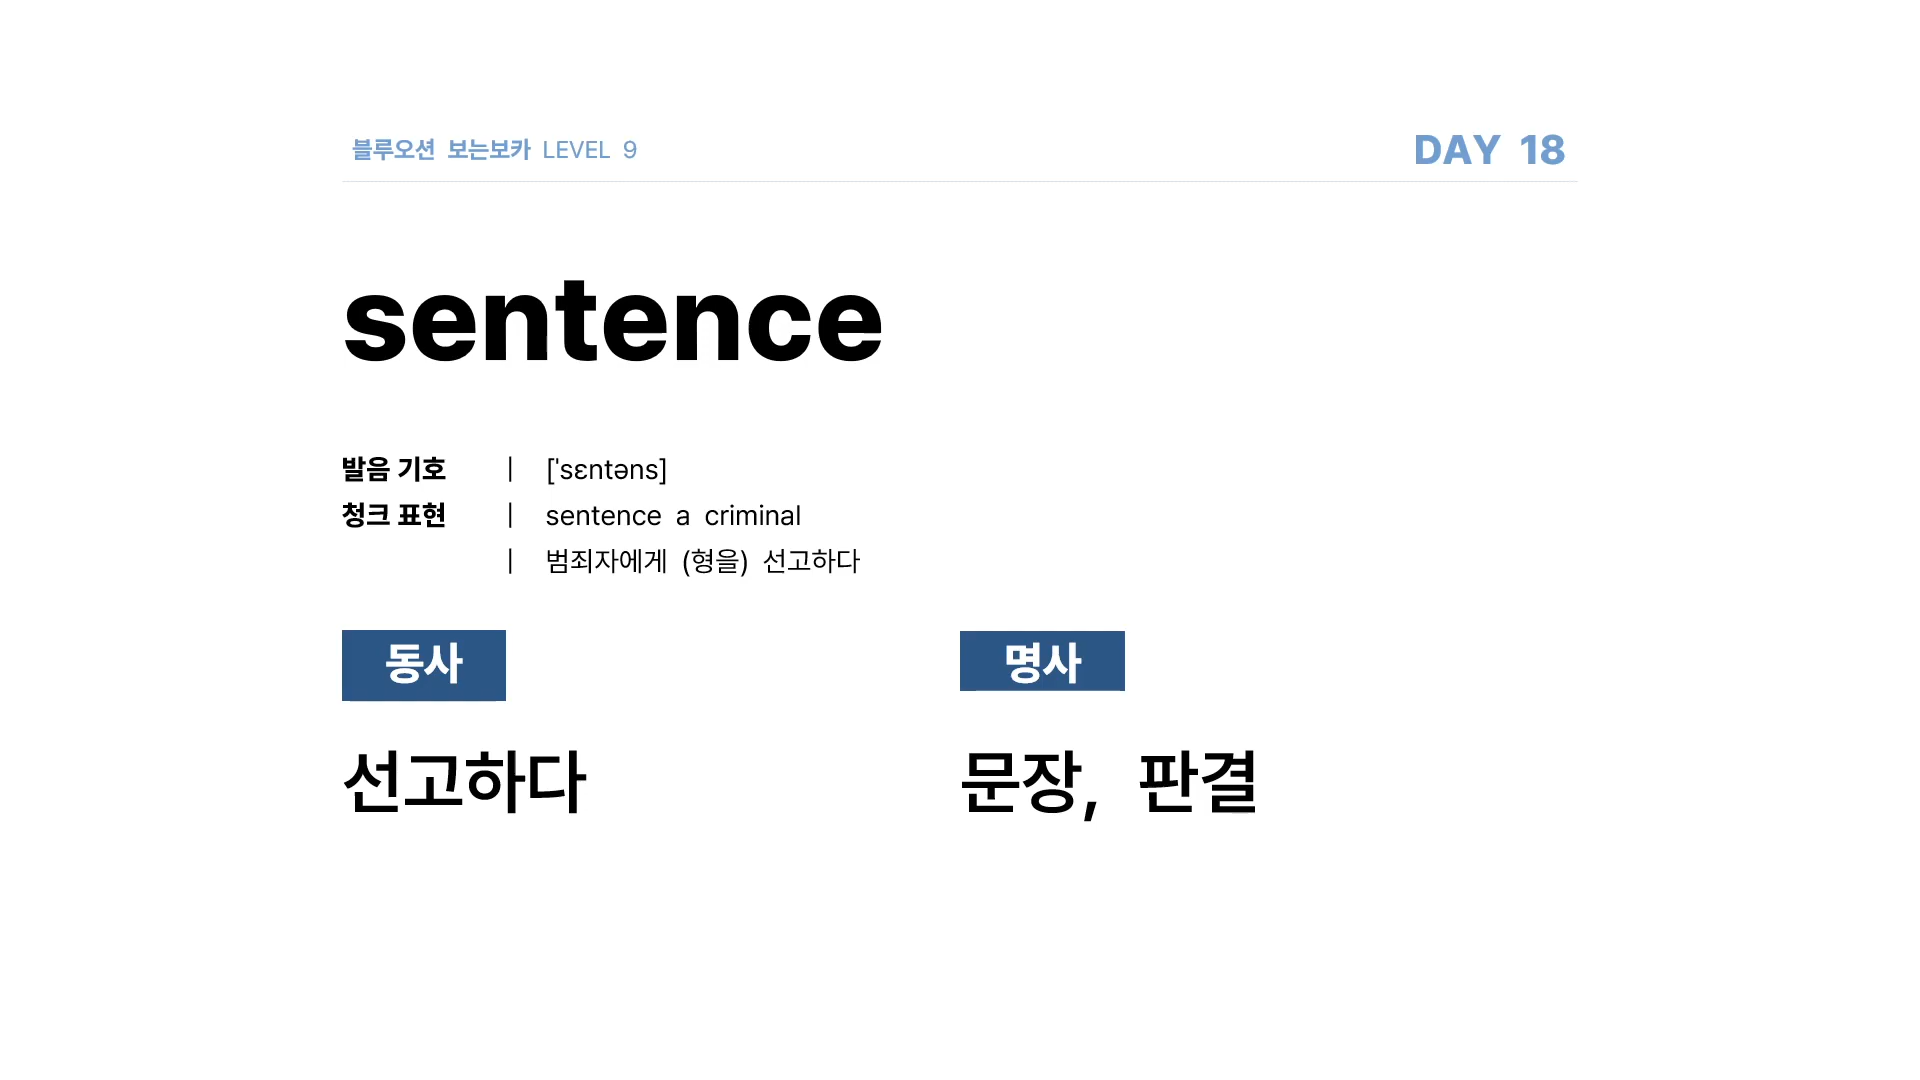 블루오션 보는보카 LEVEL 9
DAY 18
sentence
발음 기호 | [ˈsɛntəns]
청크 표현 | sentence a criminal
| 범죄자에게 (형을) 선고하다
동사
명사
선고하다
문장, 판결